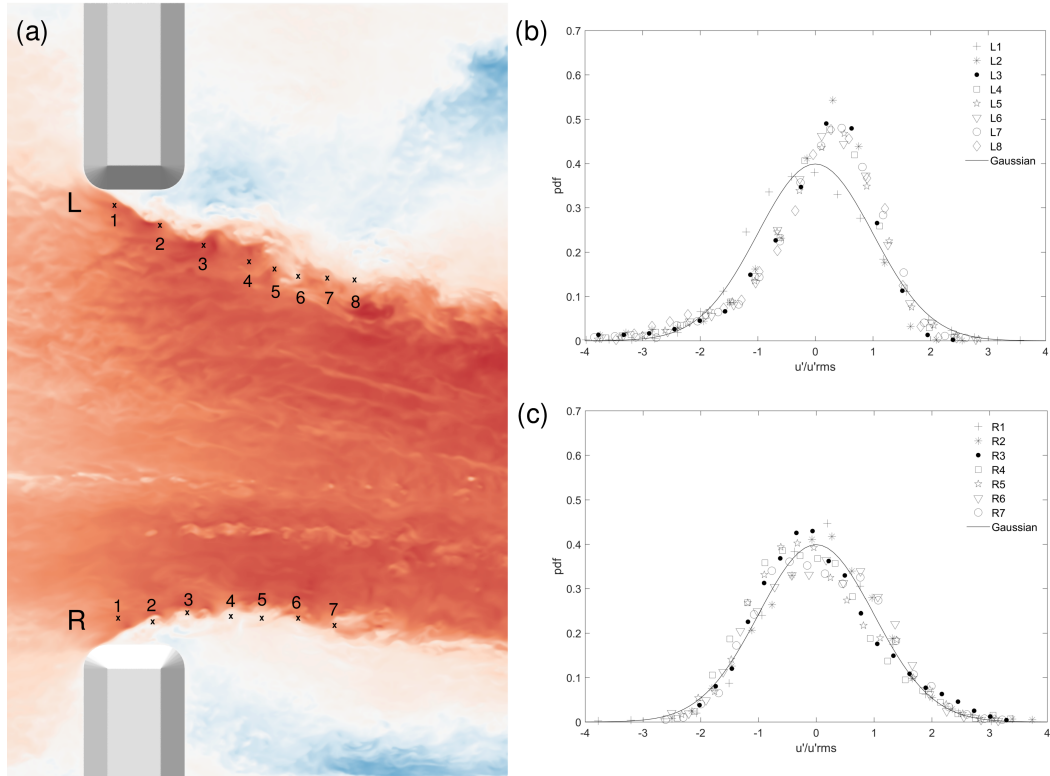 (a)
L
1
2
3
4
5
6
7
8
R
1
2
3
4
5
6
7
(b)
0.7
0.6
0.5
0.4
0.3
0.2
0.1
0
pdf
-4 -3 -2 -1 0 1 2 3 4
u'/u'rms
L1
L2
L3
L4
L5
L6
L7
L8
Gaussian
(c)
0.7
0.6
0.5
0.4
0.3
0.2
0.1
0
pdf
-4 -3 -2 -1 0 1 2 3 4
u'/u'rms
R1
R2
R3
R4
R5
R6
R7
Gaussian